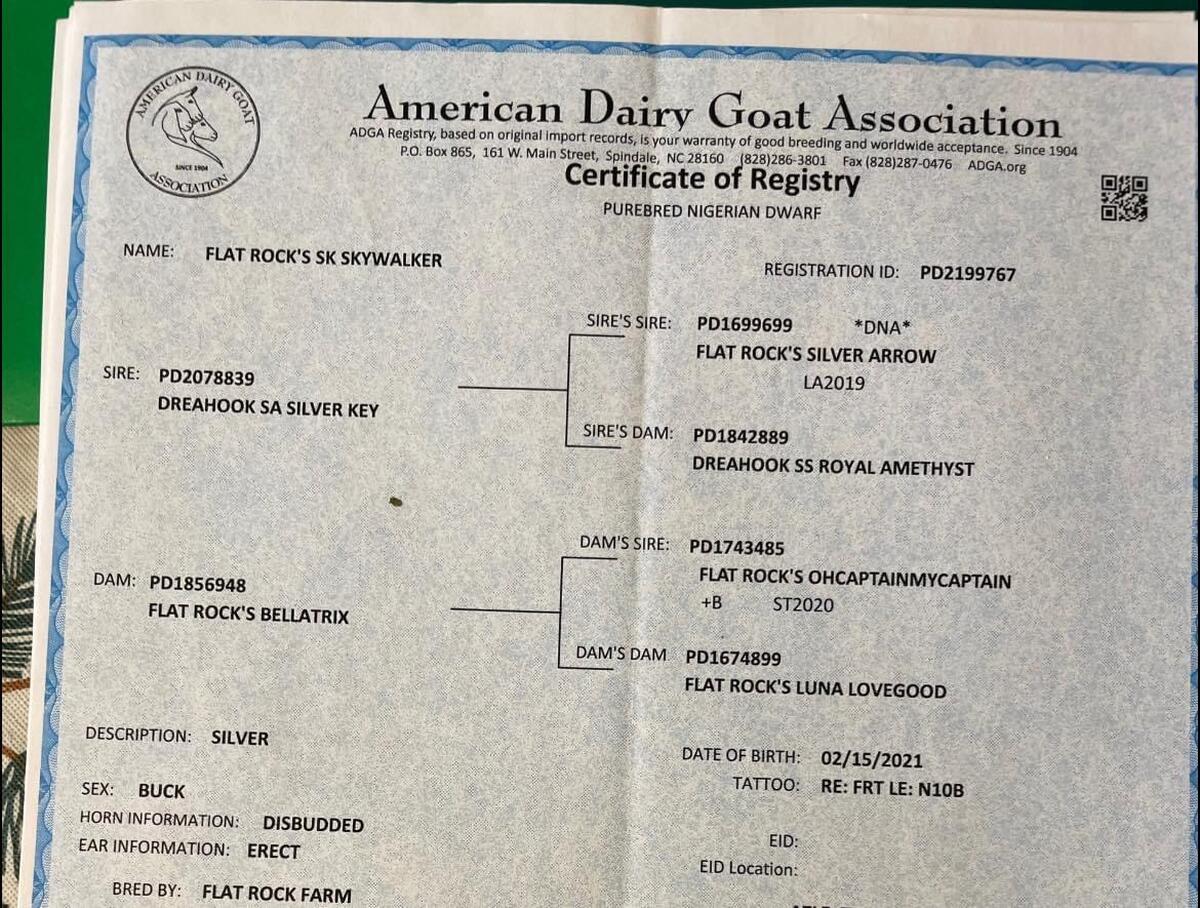 AMERICAN DAIRY GOAT
SINCE 1904
ASSOCIATION
American Dairy Goat Association
ADGA Registry, based on original import records, is your warranty of good breeding and worldwide acceptance. Since 1904
P.O. Box 865, 161 W. Main Street, Spindale, NC 28160 (828)286-3801 Fax (828)287-0476 ADGA.org
Certificate of Registry
PUREBRED NIGERIAN DWARF
NAME: FLAT ROCK'S SK SKYWALKER
REGISTRATION ID: PD2199767
SIRE'S SIRE: PD1699699 *DNA*
FLAT ROCK'S SILVER ARROW
LA2019
SIRE: PD2078839
DREAHOOK SA SILVER KEY
SIRE'S DAM: PD1842889
DREAHOOK SS ROYAL AMETHYST
DAM'S SIRE: PD1743485
FLAT ROCK'S OHCAPTAINMYCAPTAIN
+B ST2020
DAM: PD1856948
FLAT ROCK'S BELLATRIX
DAM'S DAM PD1674899
FLAT ROCK'S LUNA LOVEGOOD
DESCRIPTION: SILVER
DATE OF BIRTH: 02/15/2021
TATTOO: RE: FRT LE: N10B
SEX: BUCK
HORN INFORMATION: DISBUDDED
EAR INFORMATION: ERECT
EID:
EID Location:
BRED BY: FLAT ROCK FARM